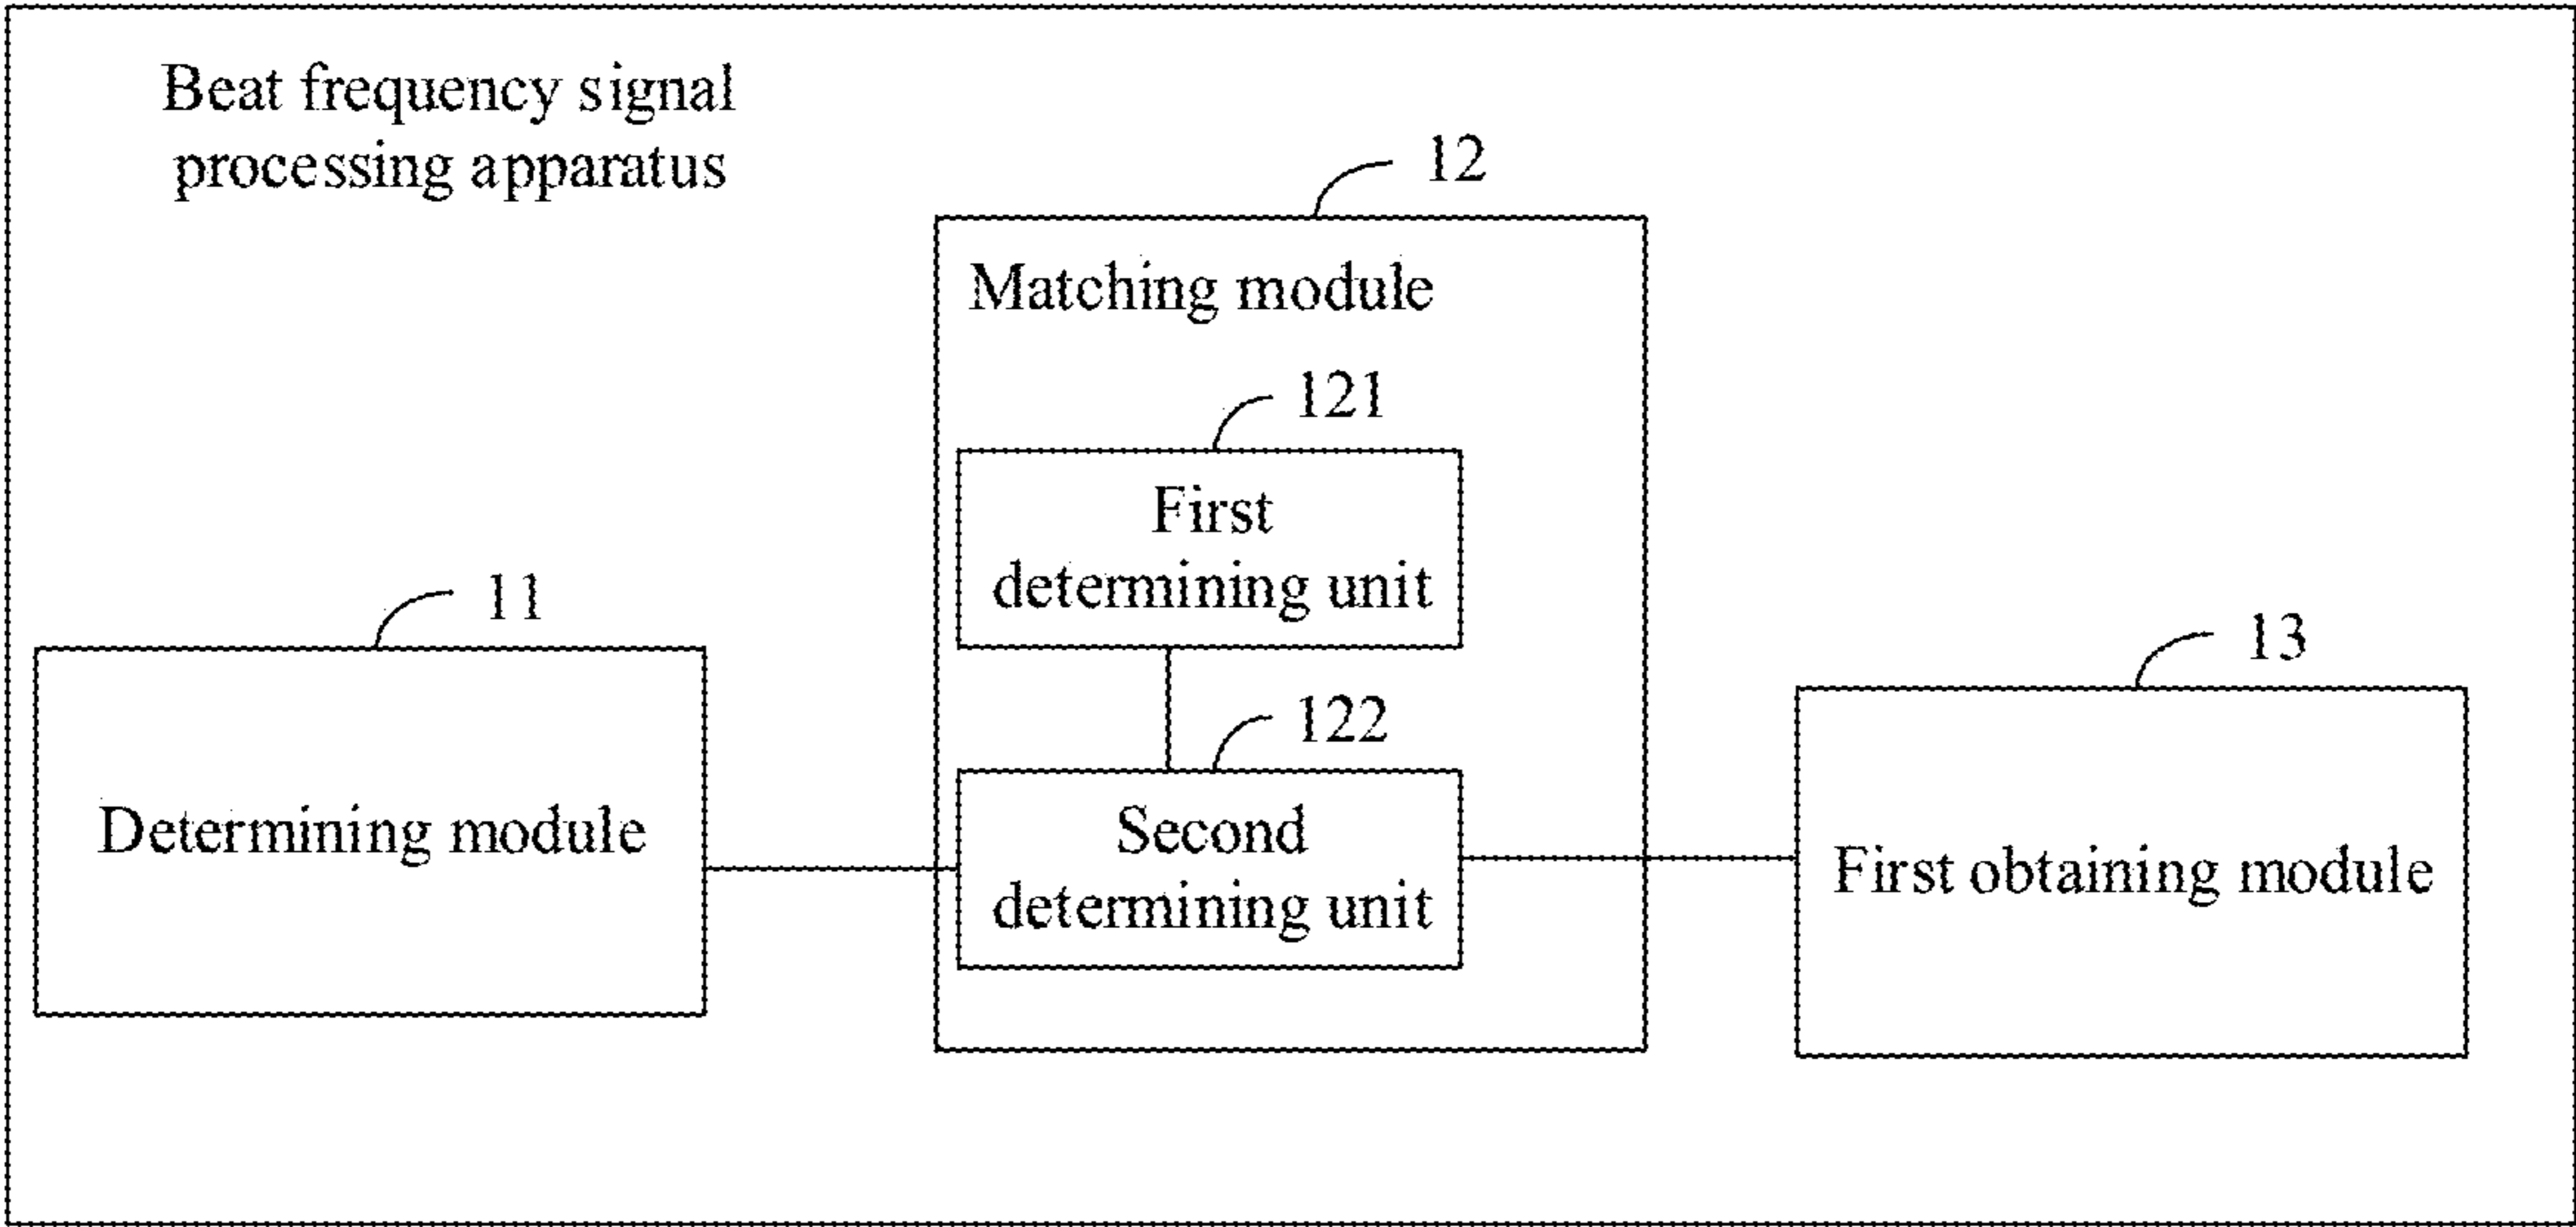 Beat frequency signal
processing apparatus
12
Matching module
121
First
determining unit
11
13
122
Determining module
Second
determining unit
First obtaining module